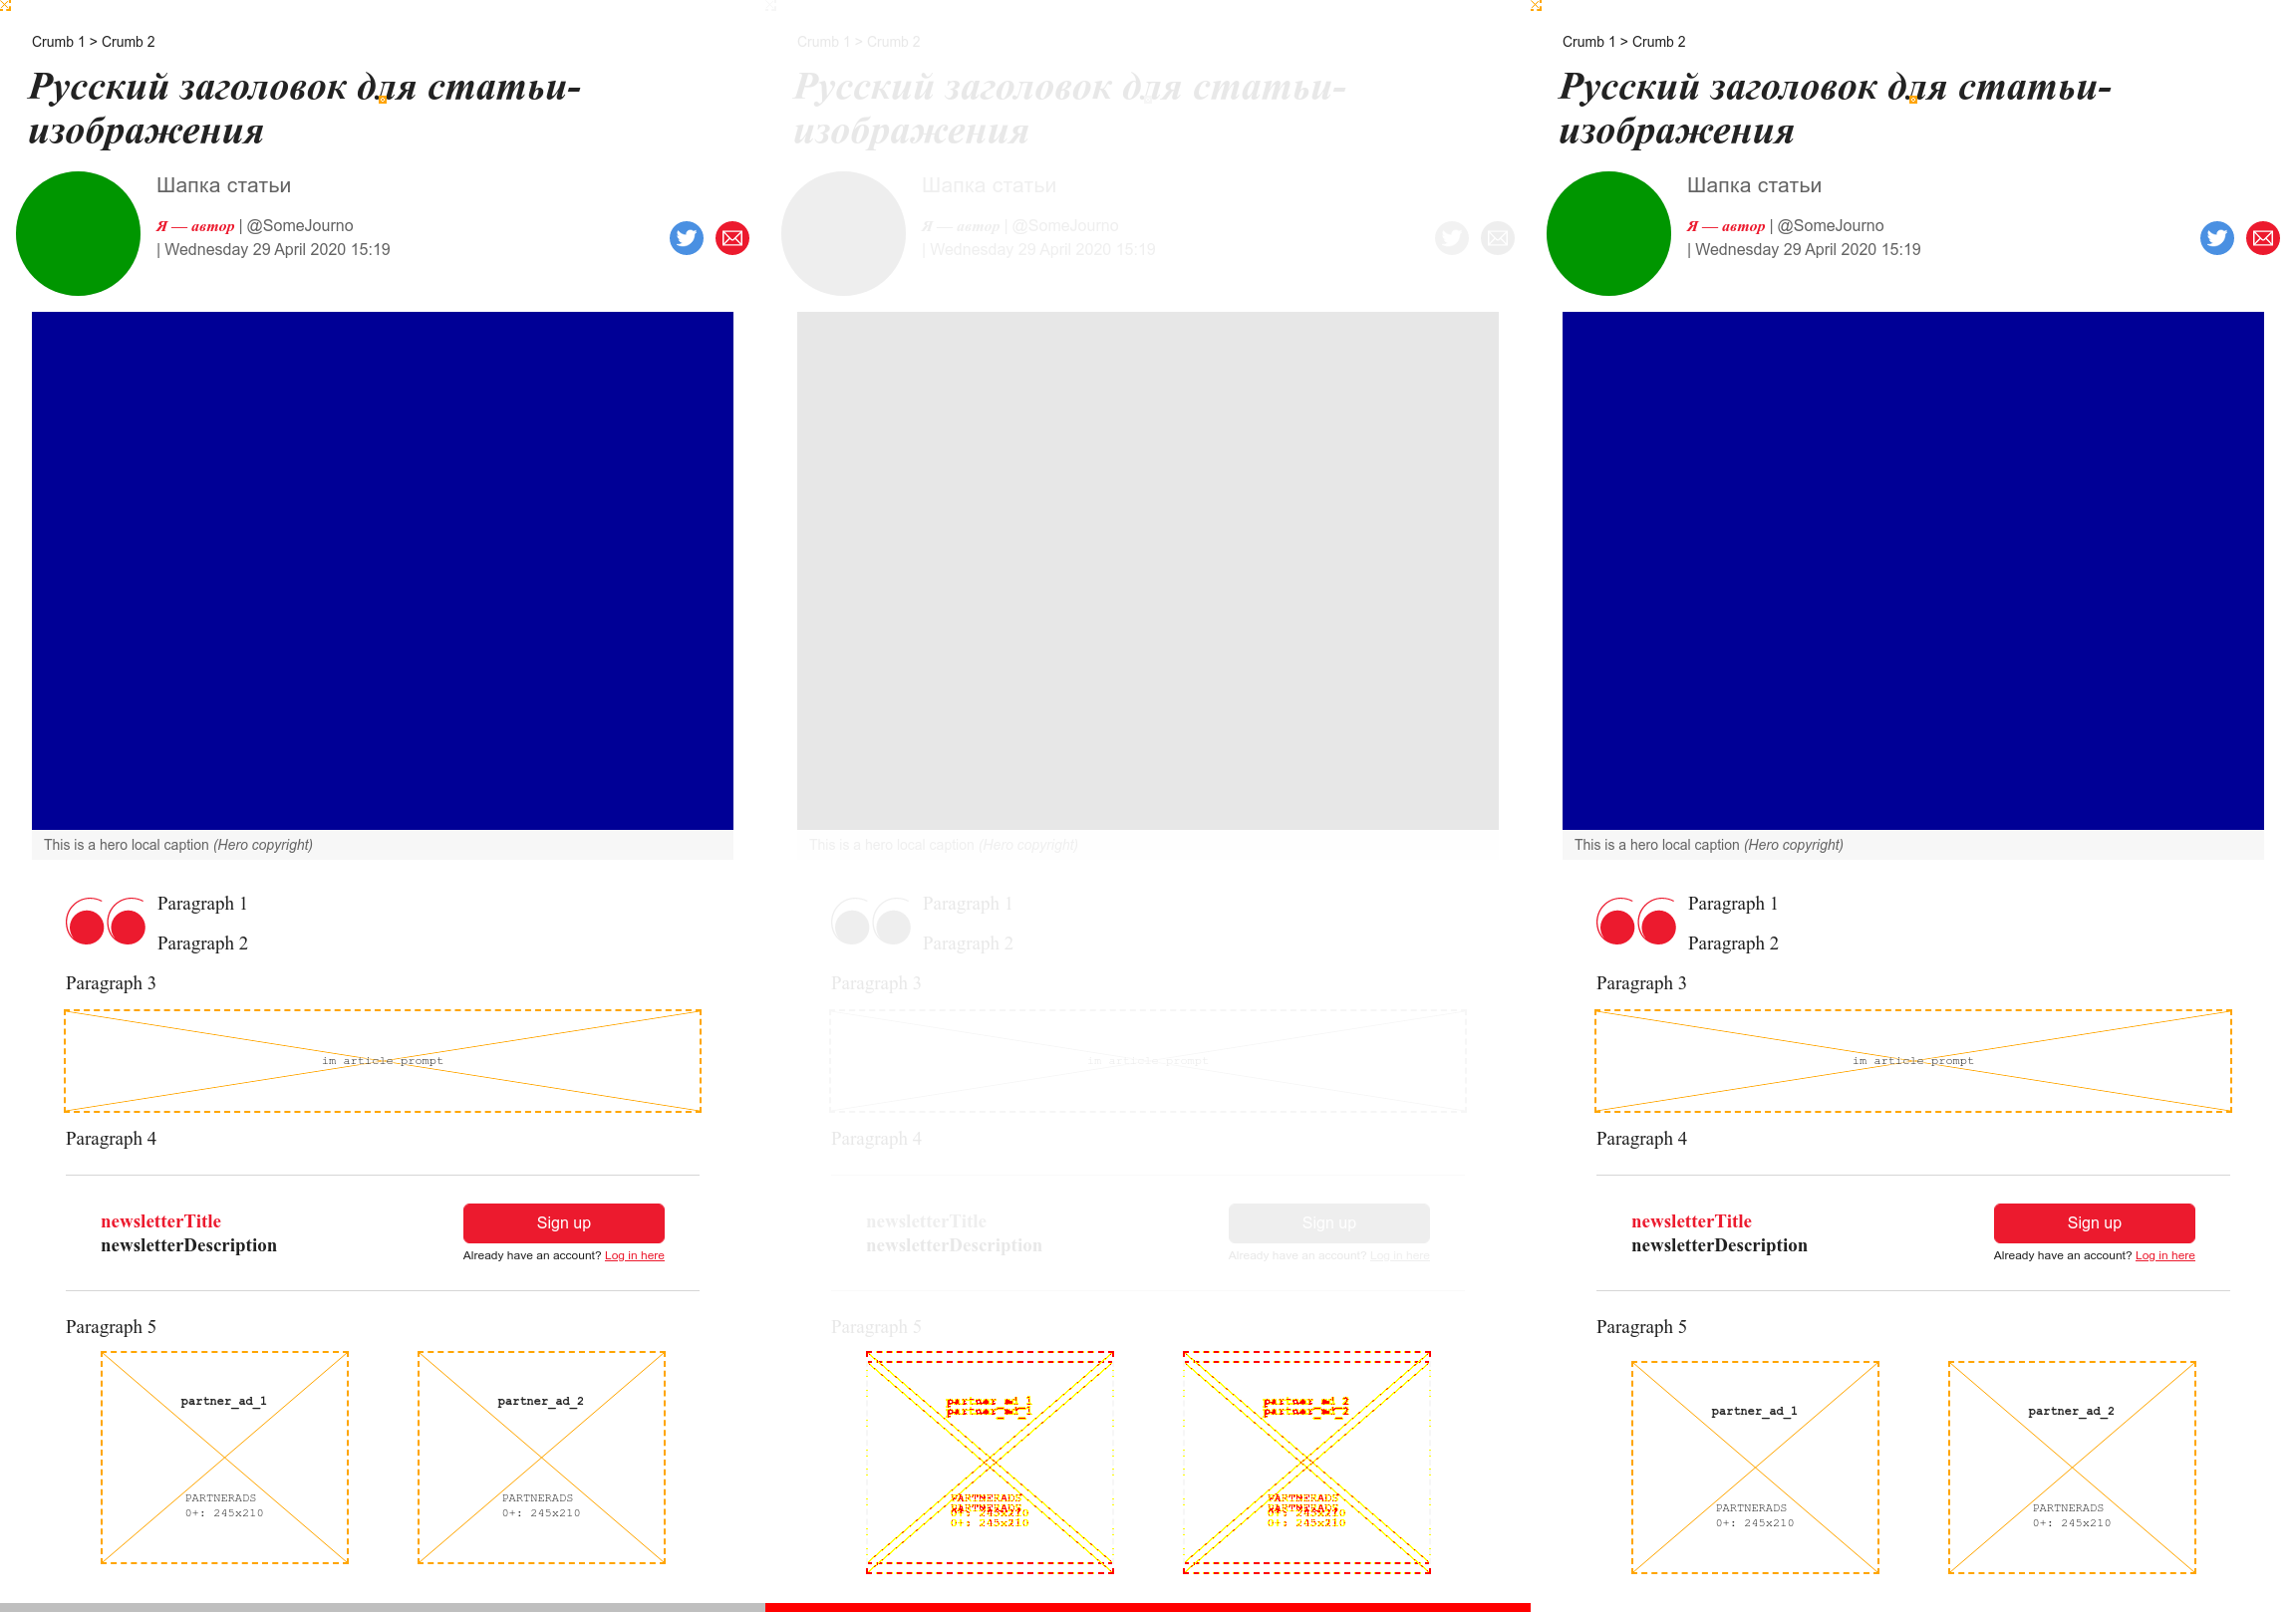 Crumb 1 > Crumb 2
Русский заголовок для статьи-
изображения
Шапка статьи
Я — автор | @SomeJourno
| Wednesday 29 April 2020 15:19
This is a hero local caption (Hero copyright)
Paragraph 1
Paragraph 2
Paragraph 3
im article prompt
Paragraph 4
newsletterTitle
newsletterDescription
Sign up
Already have an account? Log in here
Paragraph 5
partner_ad_1
PARTNERADS
0+: 245x210
partner_ad_2
PARTNERADS
0+: 245x210
Crumb 1 > Crumb 2
Русский заголовок для статьи-
изображения
Шапка статьи
Я — автор | @SomeJourno
| Wednesday 29 April 2020 15:19
This is a hero local caption (Hero copyright)
Paragraph 1
Paragraph 2
Paragraph 3
im article prompt
Paragraph 4
newsletterTitle
newsletterDescription
Sign up
Already have an account? Log in here
Paragraph 5
partner_ad_1
partner_ad_1
PARTNERADS
PARTNERADS
0+: 245x210
0+: 245x210
partner_ad_2
partner_ad_2
PARTNERADS
PARTNERADS
0+: 245x210
0+: 245x210
Crumb 1 > Crumb 2
Русский заголовок для статьи-
изображения
Шапка статьи
Я — автор | @SomeJourno
| Wednesday 29 April 2020 15:19
This is a hero local caption (Hero copyright)
Paragraph 1
Paragraph 2
Paragraph 3
im article prompt
Paragraph 4
newsletterTitle
newsletterDescription
Sign up
Already have an account? Log in here
Paragraph 5
partner_ad_1
PARTNERADS
0+: 245x210
partner_ad_2
PARTNERADS
0+: 245x210